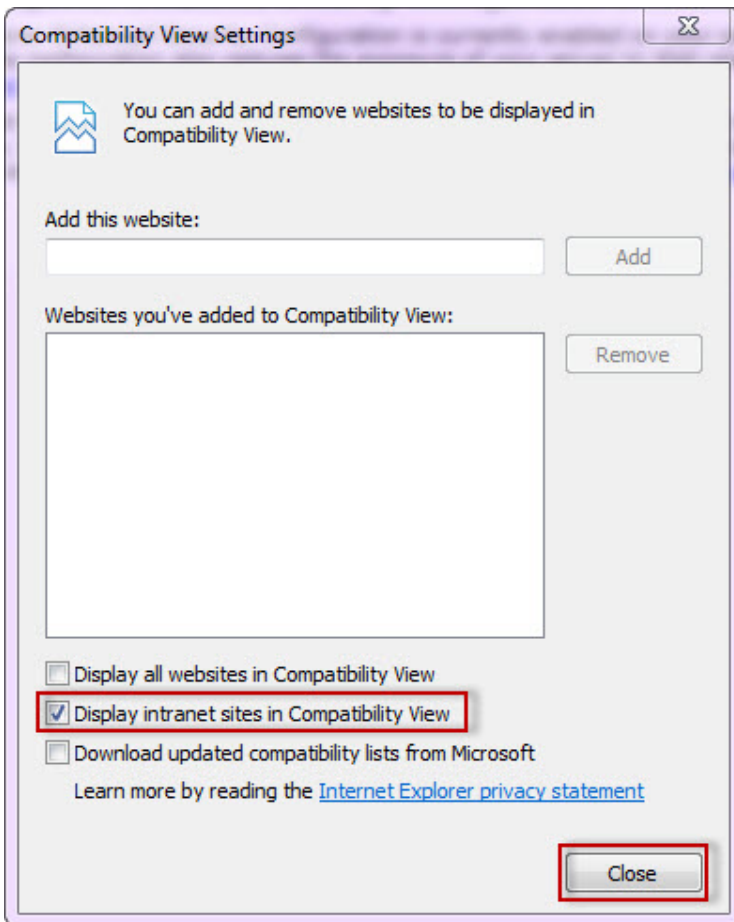 Compatibility View Settings
You can add and remove websites to be displayed in
Compatibility View.
Add this website:
Add
Websites you've added to Compatibility View:
Remove
Display all websites in Compatibility View
Display intranet sites in Compatibility View
Download updated compatibility lists from Microsoft
Learn more by reading the Internet Explorer privacy statement
Close